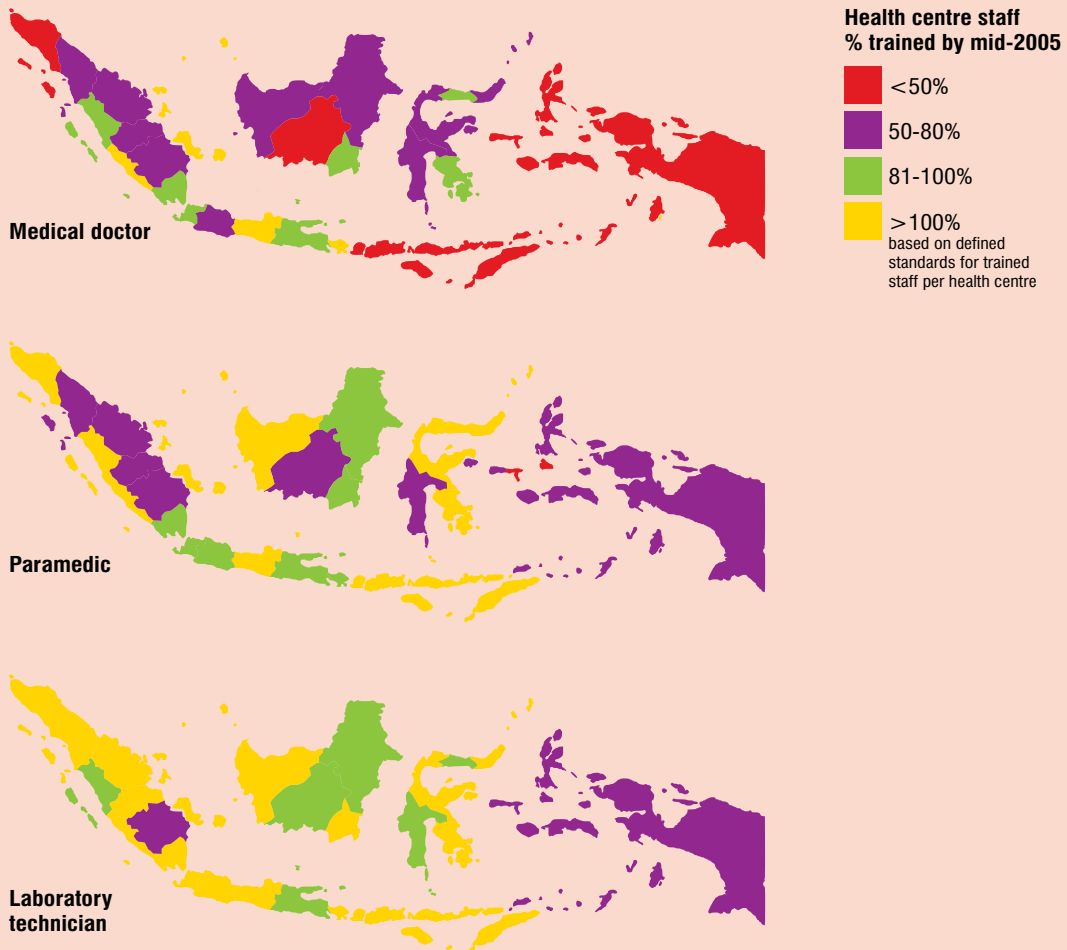 Health centre staff
% trained by mid-2005
<50%
50-80%
81-100%
>100%
based on defined
standards for trained
staff per health centre
Medical doctor
Paramedic
Laboratory
technician